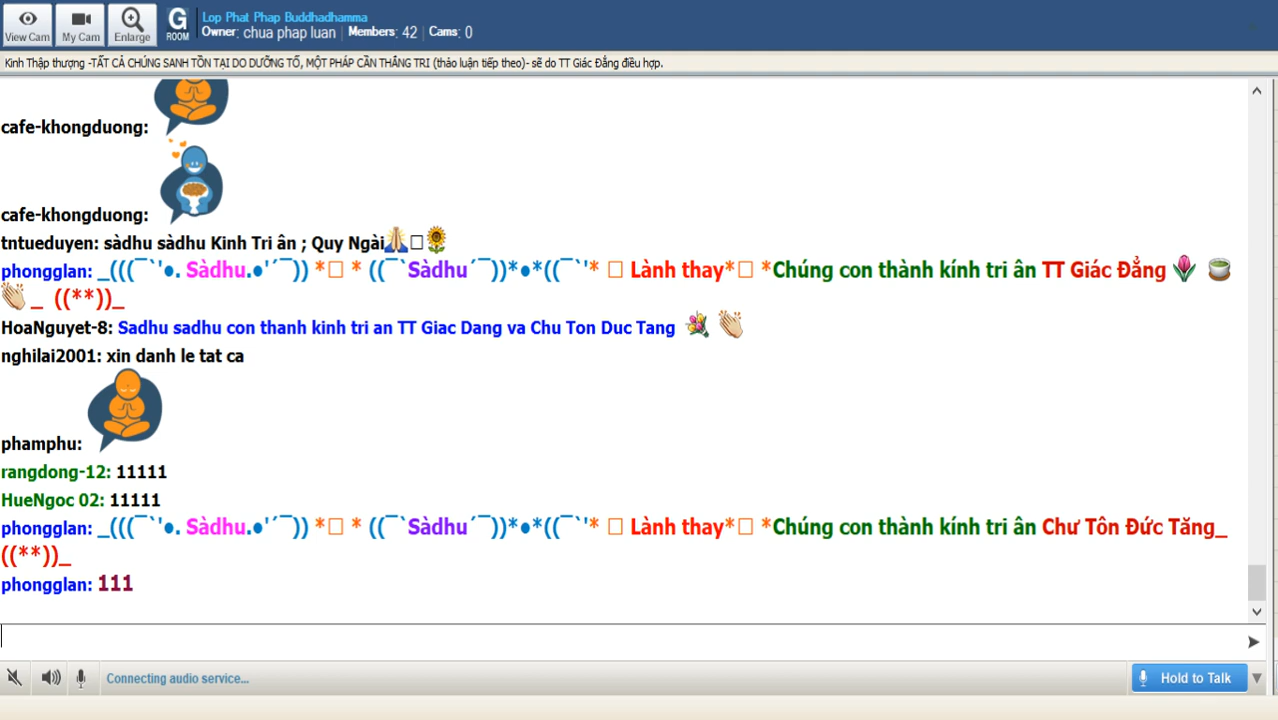 View Cam
My Cam
Enlarge
G
ROOM
Lop Phat Phap Buddhadhamma
Owner: chua phap luan | Members: 42 | Cams: 0
Kinh Thập thượng -TẤT CẢ CHÚNG SANH TỒN TẠI DO DƯỠNG TỐ, MỘT PHÁP CẦN THẮNG TRI (thảo luận tiếp theo)- sẽ do TT Giác Đẳng điều hợp.
cafe-khongduong:
cafe-khongduong:
tntueduyen: sàdhu sàdhu Kinh Tri ân ; Quy Ngài🙏□🌻
phongglan: _(((¯`'●. Sàdhu.●'´¯)) *□ * ((¯`Sàdhu´¯))*●*((¯`'* □ Lành thay*□ *Chúng con thành kính tri ân TT Giác Đẳng 🌷 🍵
👏 _ ((**))_
HoaNguyet-8: Sadhu sadhu con thanh kinh tri an TT Giac Dang va Chu Ton Duc Tang 💐 👏
nghilai2001: xin danh le tat ca
phamphu:
rangdong-12: 11111
HueNgoc 02: 11111
phongglan: _(((¯`'●. Sàdhu.●'´¯)) *□ * ((¯`Sàdhu´¯))*●*((¯`'* □ Lành thay*□ *Chúng con thành kính tri ân Chư Tôn Đức Tăng_
((**))_
phongglan: 111
Connecting audio service...
Hold to Talk